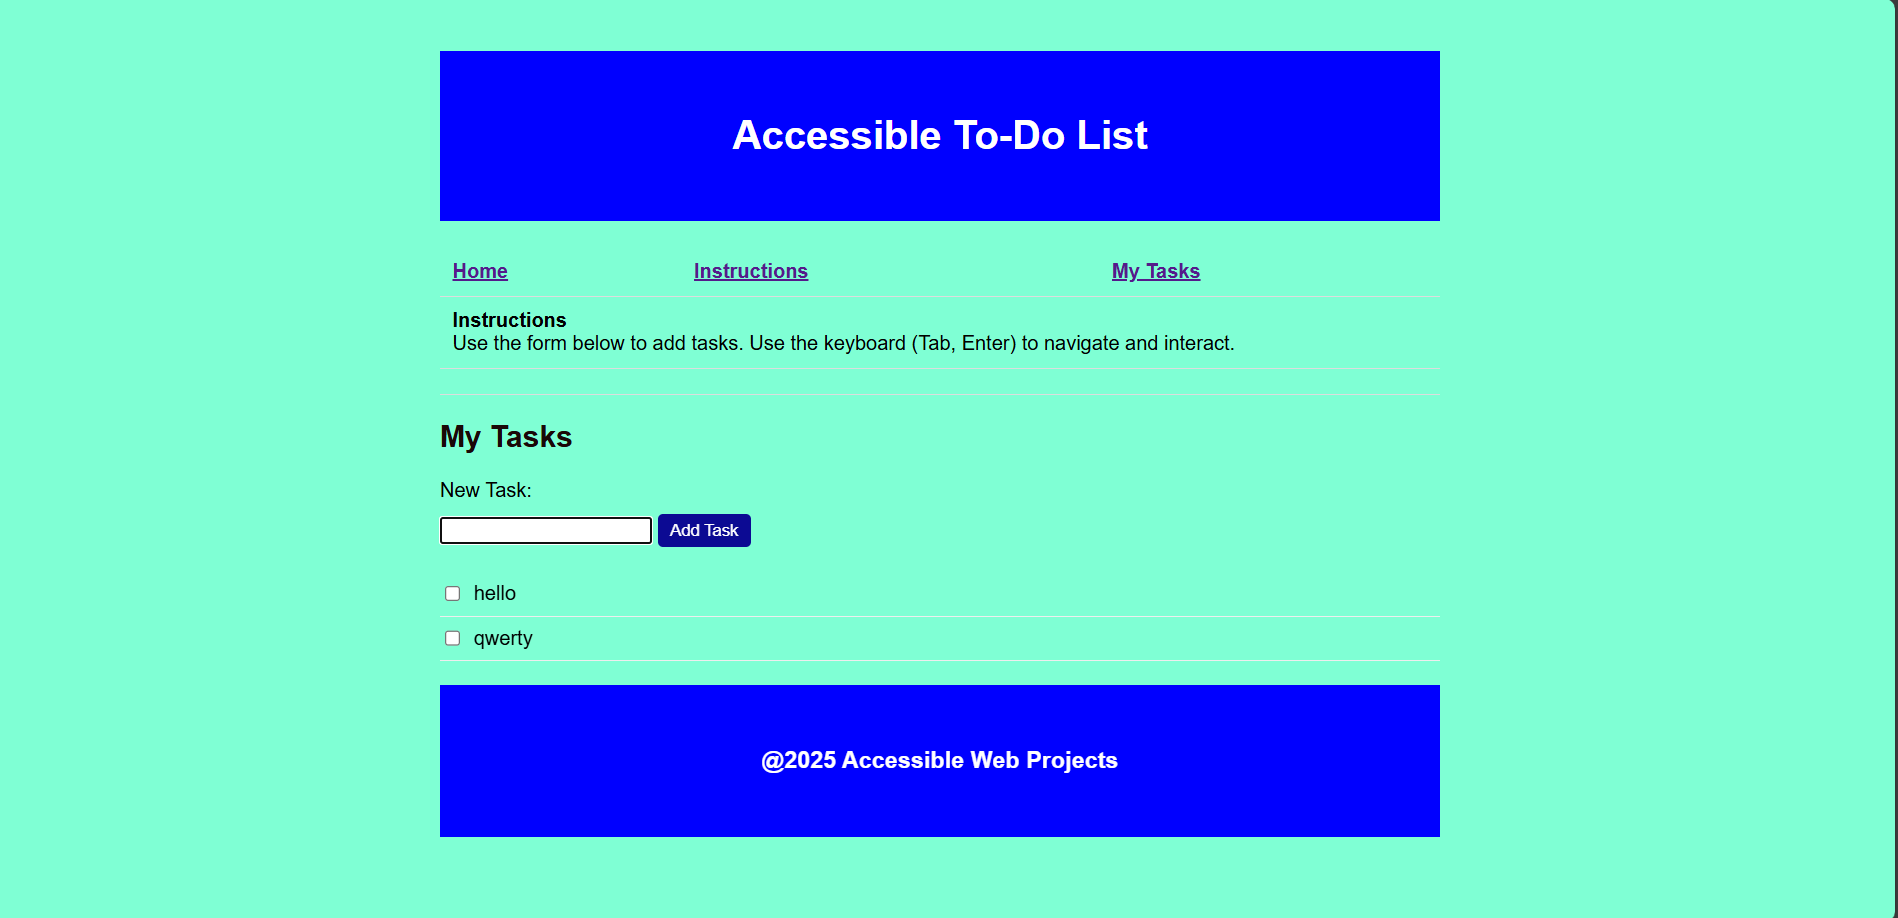 Accessible To-Do List
Home Instructions My Tasks
Instructions
Use the form below to add tasks. Use the keyboard (Tab, Enter) to navigate and interact.
My Tasks
New Task:
Add Task
hello
qwerty
@2025 Accessible Web Projects